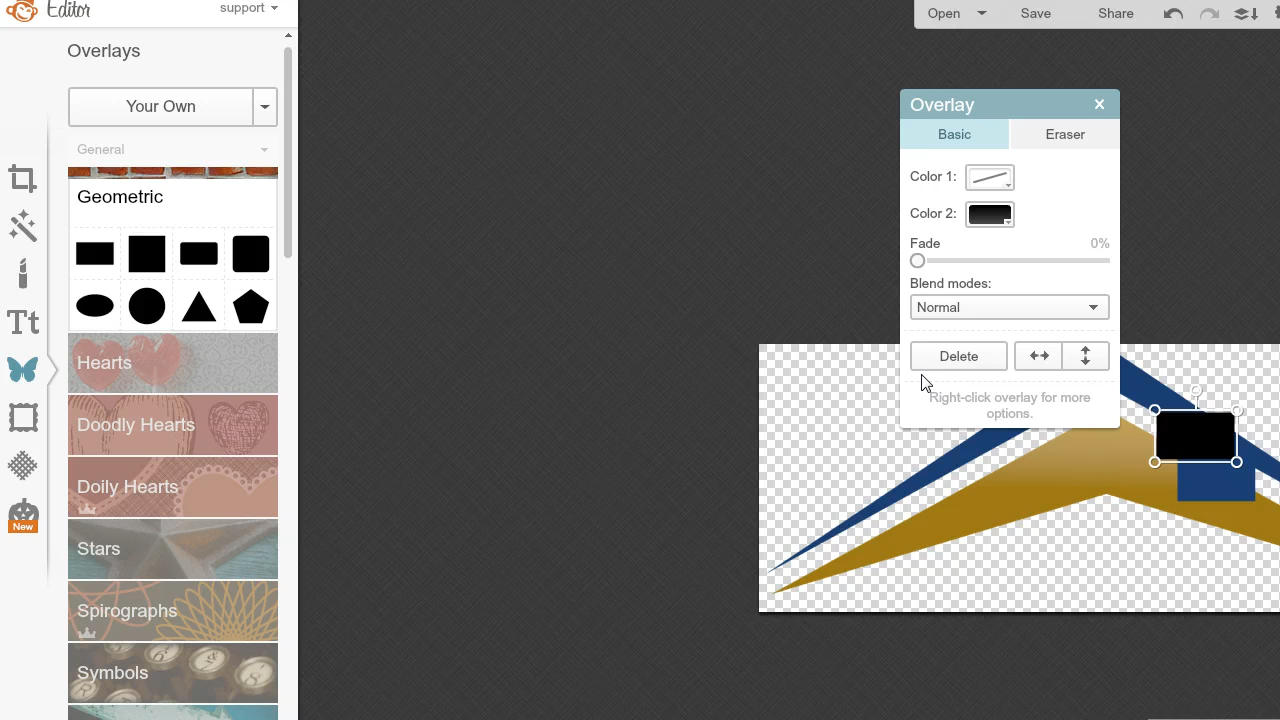 Editor
support
Open
Save
Share
Overlays
Your Own
General
Geometric
Hearts
Doodly Hearts
Doily Hearts
Stars
Spirographs
Symbols
Tt
New
Overlay
Basic
Eraser
Color 1:
Color 2:
Fade
0%
Blend modes:
Normal
Delete
Right-click overlay for more
options.